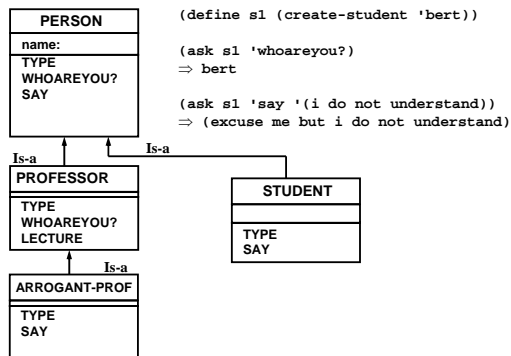 PERSON
name:
TYPE
WHOAREYOU?
SAY
(define s1 (create-student 'bert))
(ask s1 'whoareyou?)
⇒ bert
(ask s1 'say '(i do not understand))
⇒ (excuse me but i do not understand)
Is-a
Is-a
PROFESSOR
TYPE
WHOAREYOU?
LECTURE
STUDENT
TYPE
SAY
Is-a
ARROGANT-PROF
TYPE
SAY